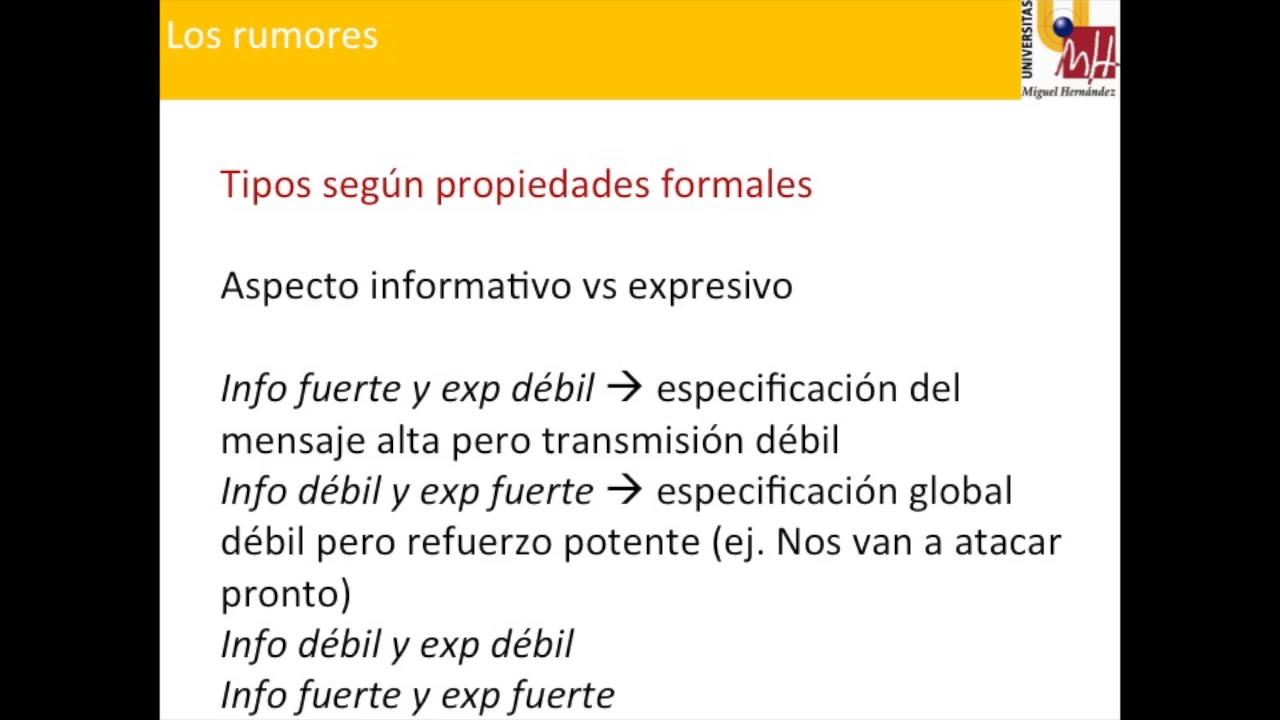 Los rumores
UNIVERSITAS
Miguel Hernández
Tipos según propiedades formales
Aspecto informativo vs expresivo
Info fuerte y exp débil → especificación del
mensaje alta pero transmisión débil
Info débil y exp fuerte → especificación global
débil pero refuerzo potente (ej. Nos van a atacar
pronto)
Info débil y exp débil
Info fuerte y exp fuerte